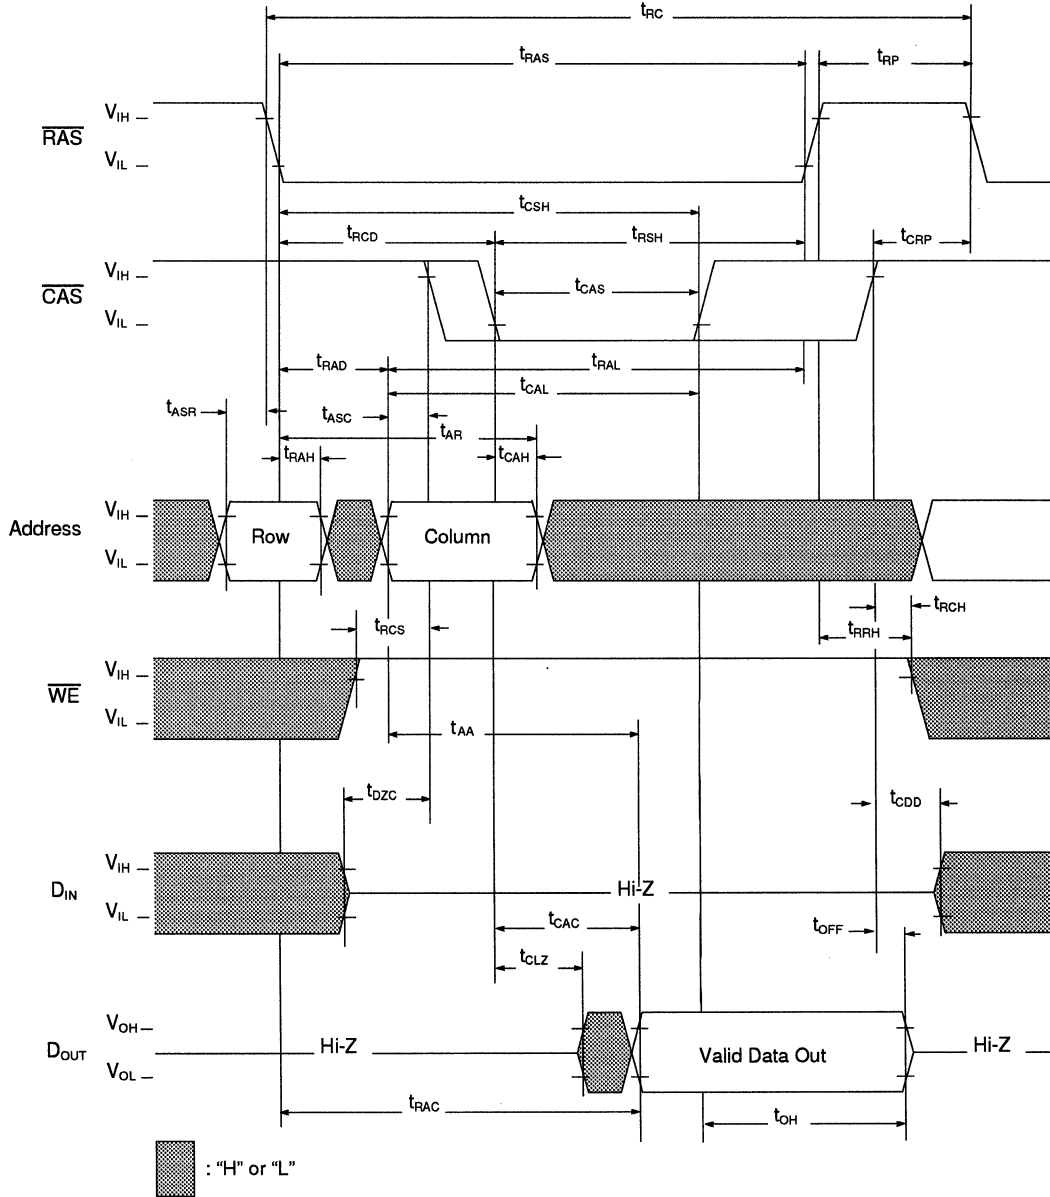 tRC
tRAS
tRP
RAS
VIH
VIL
tCSH
tRCD
tRSH
tCRP
CAS
VIH
VIL
tCAS
tRAD
tRAL
tCAL
tASR
tASC
tAR
tRAH
tCAH
Address
VIH
VIL
Row
Column
tRCS
tRCH
tRRH
WE
VIH
VIL
tAA
tDZC
tCDD
DIN
VIH
VIL
Hi-Z
tCAC
tOFF
tCLZ
DOUT
VOH
VOL
Hi-Z
Valid Data Out
Hi-Z
tRAC
tOH
: “H” or “L”